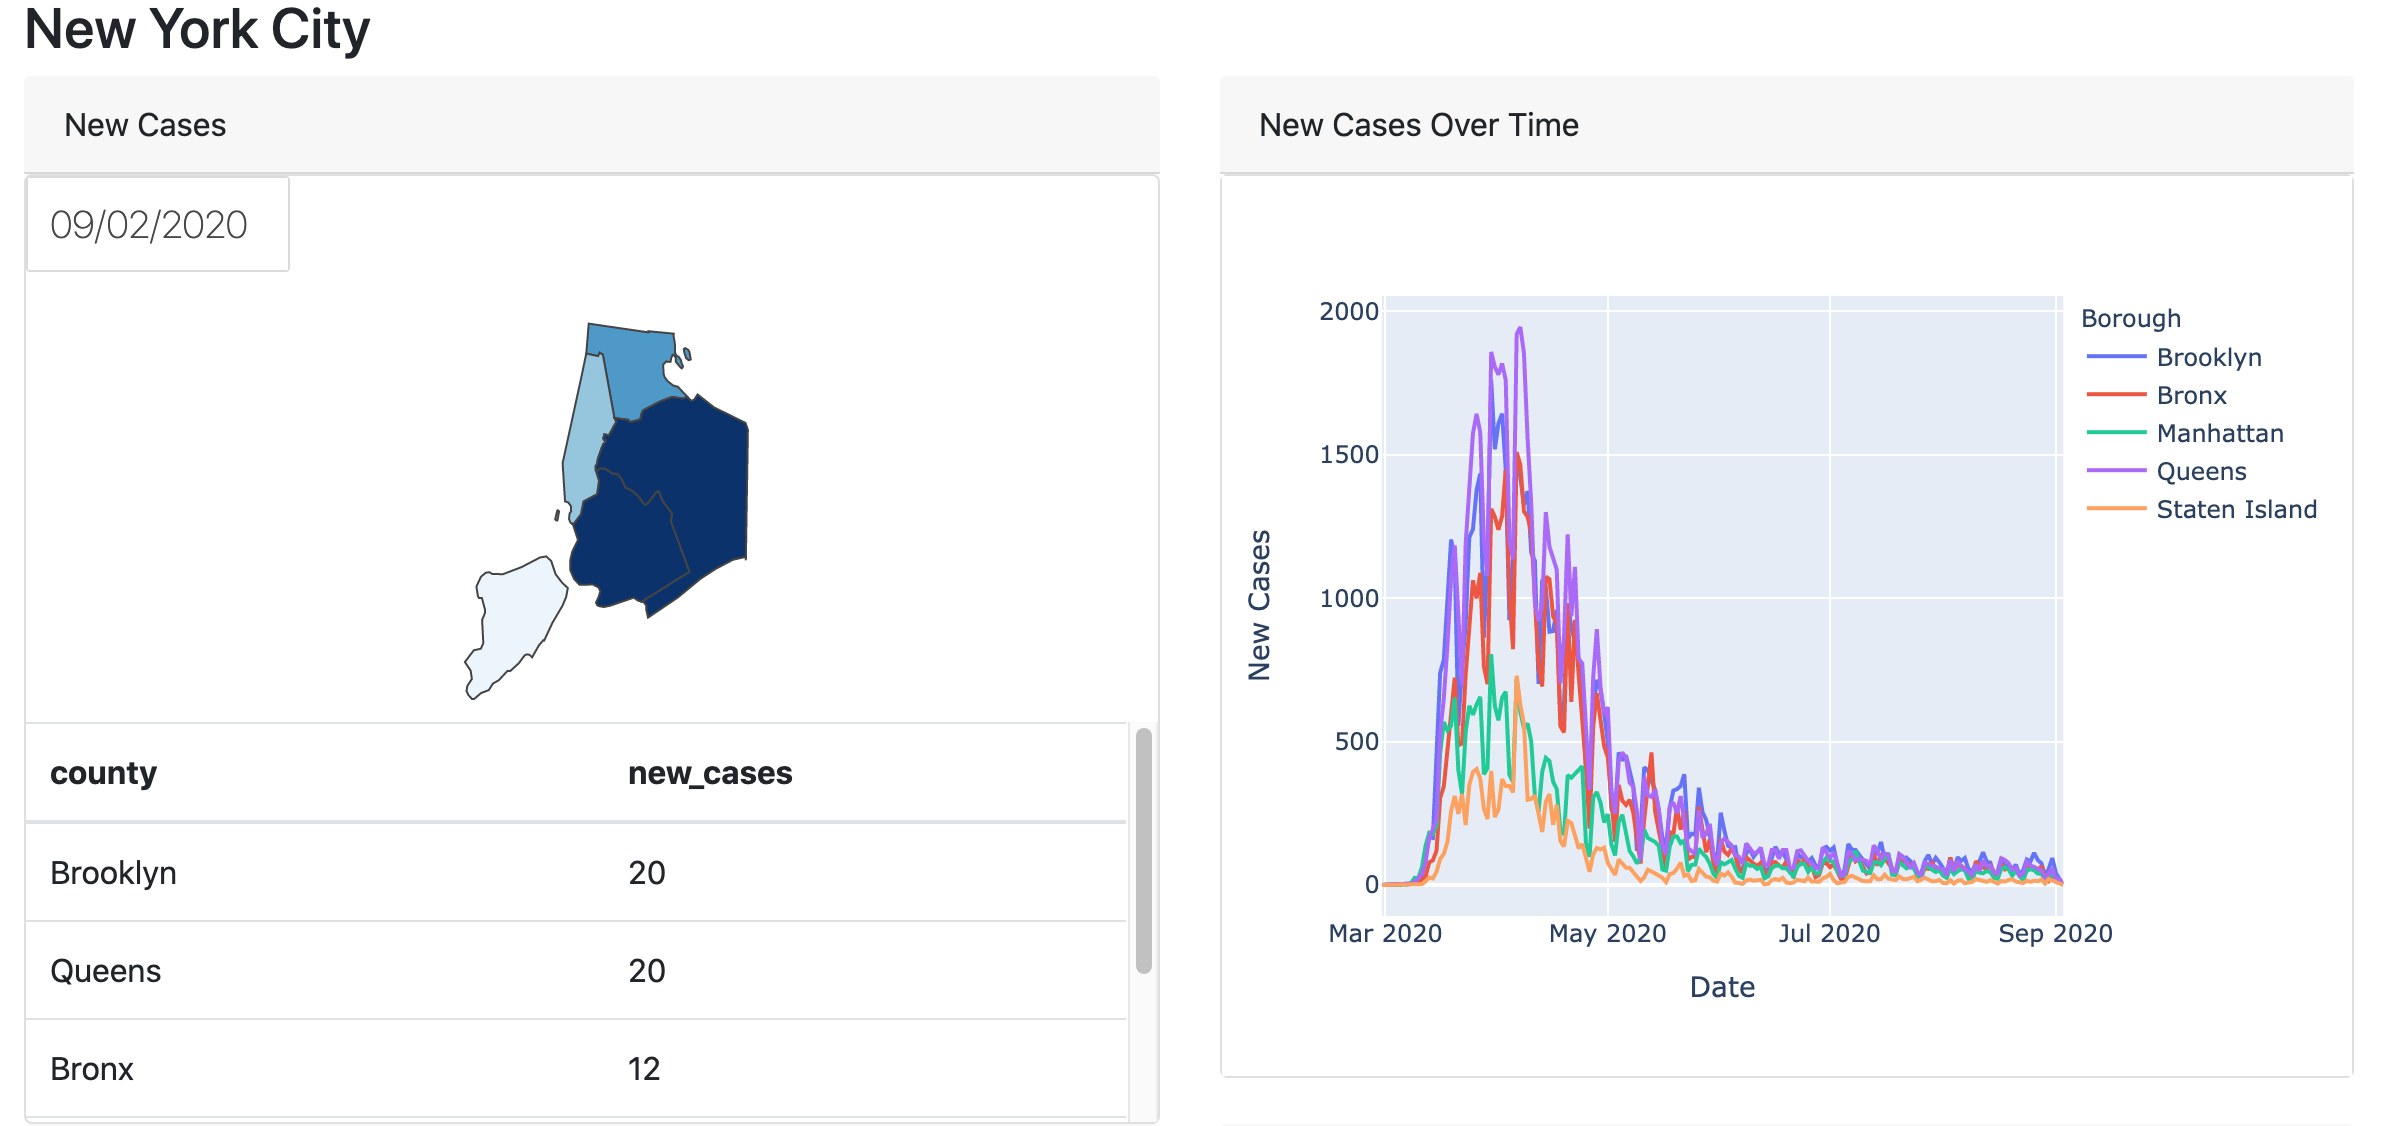 New York City
New Cases
09/02/2020
county new_cases
Brooklyn 20
Queens 20
Bronx 12
New Cases Over Time
2000
1500
1000
500
0
New Cases
Mar 2020 May 2020 Jul 2020 Sep 2020
Date
Borough
Brooklyn
Bronx
Manhattan
Queens
Staten Island